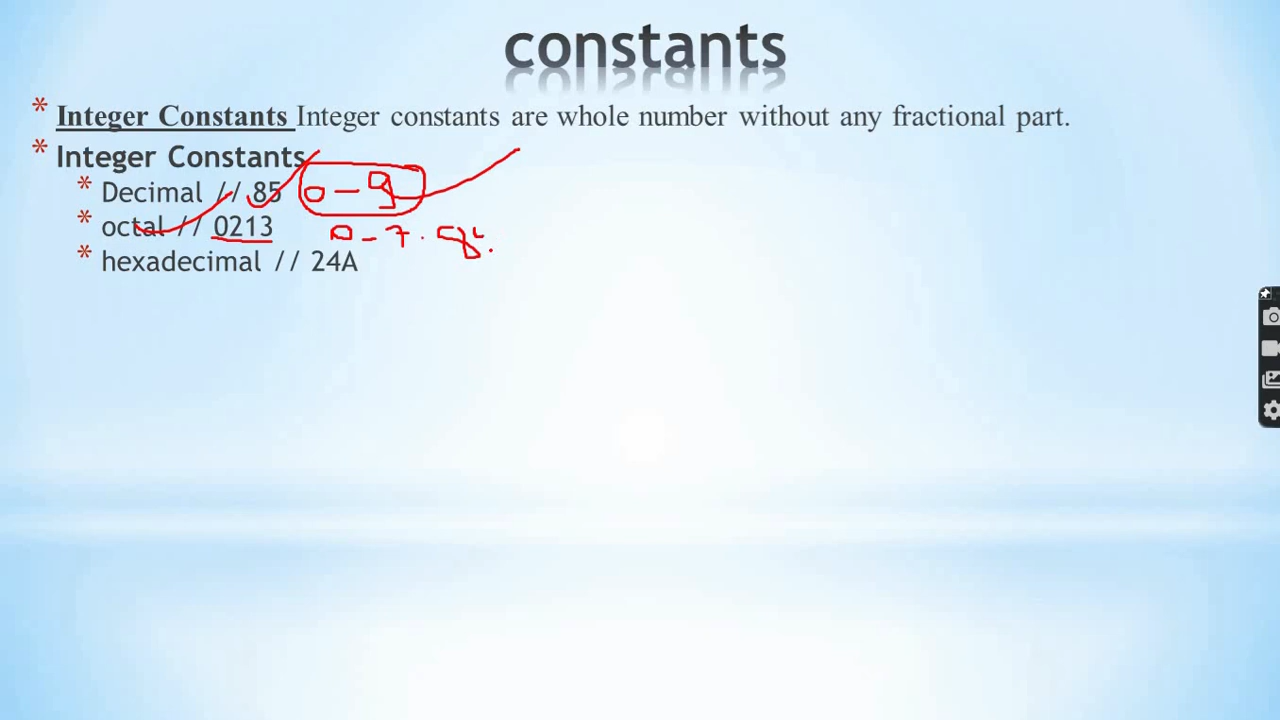 constants
* Integer Constants Integer constants are whole number without any fractional part.
* Integer Constants
* Decimal // 85 0 – 9
* octal // 0213 0 – 7.
* hexadecimal // 24A